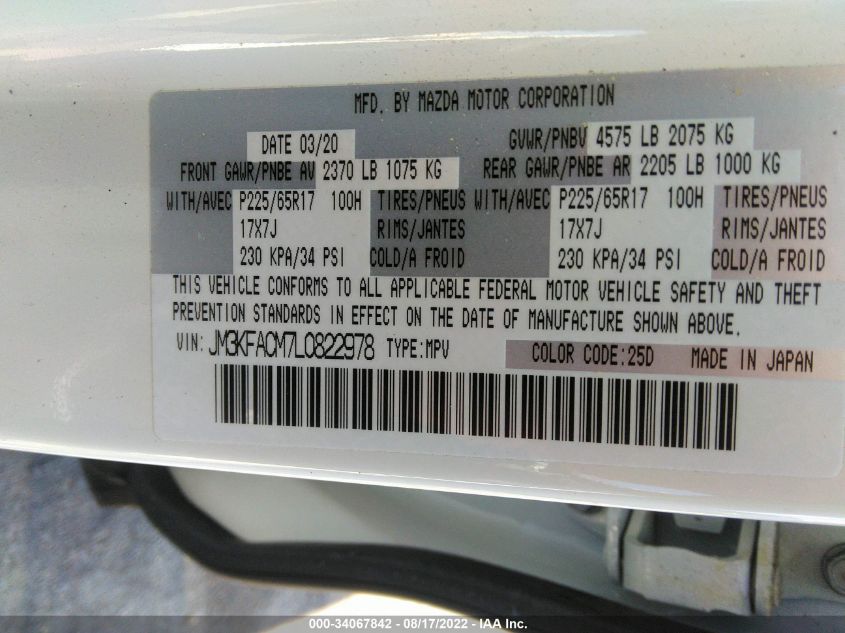 MFD. BY MAZDA MOTOR CORPORATION
DATE 03/20 GVWR/PNBV 4575 LB 2075 KG
FRONT GAWR/PNBE AV 2370 LB 1075 KG REAR GAWR/PNBE AR 2205 LB 1000 KG
WITH/AVEC P225/65R17 100H TIRES/PNEUS WITH/AVEC P225/65R17 100H TIRES/PNEUS
17X7J RIMS/JANTES 17X7J RIMS/JANTES
230 KPA/34 PSI COLD/A FROID 230 KPA/34 PSI COLD/A FROID
THIS VEHICLE CONFORMS TO ALL APPLICABLE FEDERAL MOTOR VEHICLE SAFETY AND THEFT
PREVENTION STANDARDS IN EFFECT ON THE DATE OF MANUFACTURE SHOWN ABOVE.
VIN: JM3KFACM7L0822978 TYPE:MPV COLOR CODE:25D MADE IN JAPAN
000-34067842 - 08/17/2022 - IAA Inc.